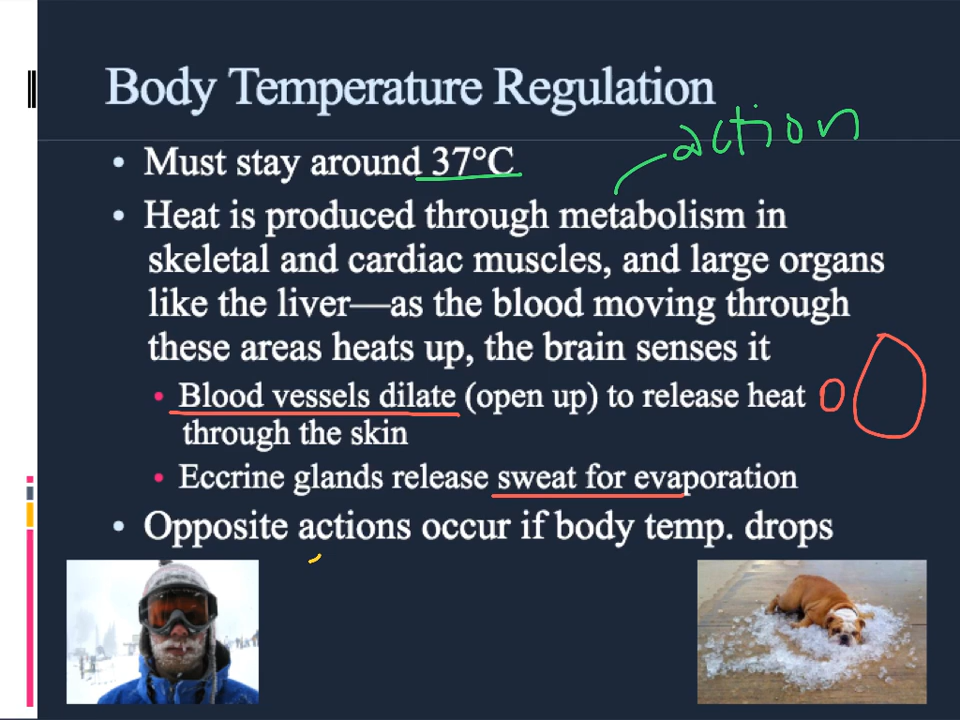 Body Temperature Regulation
action
• Must stay around 37°C
• Heat is produced through metabolism in
skeletal and cardiac muscles, and large organs
like the liver—as the blood moving through
these areas heats up, the brain senses it
• Blood vessels dilate (open up) to release heat
through the skin
• Eccrine glands release sweat for evaporation
• Opposite actions occur if body temp. drops